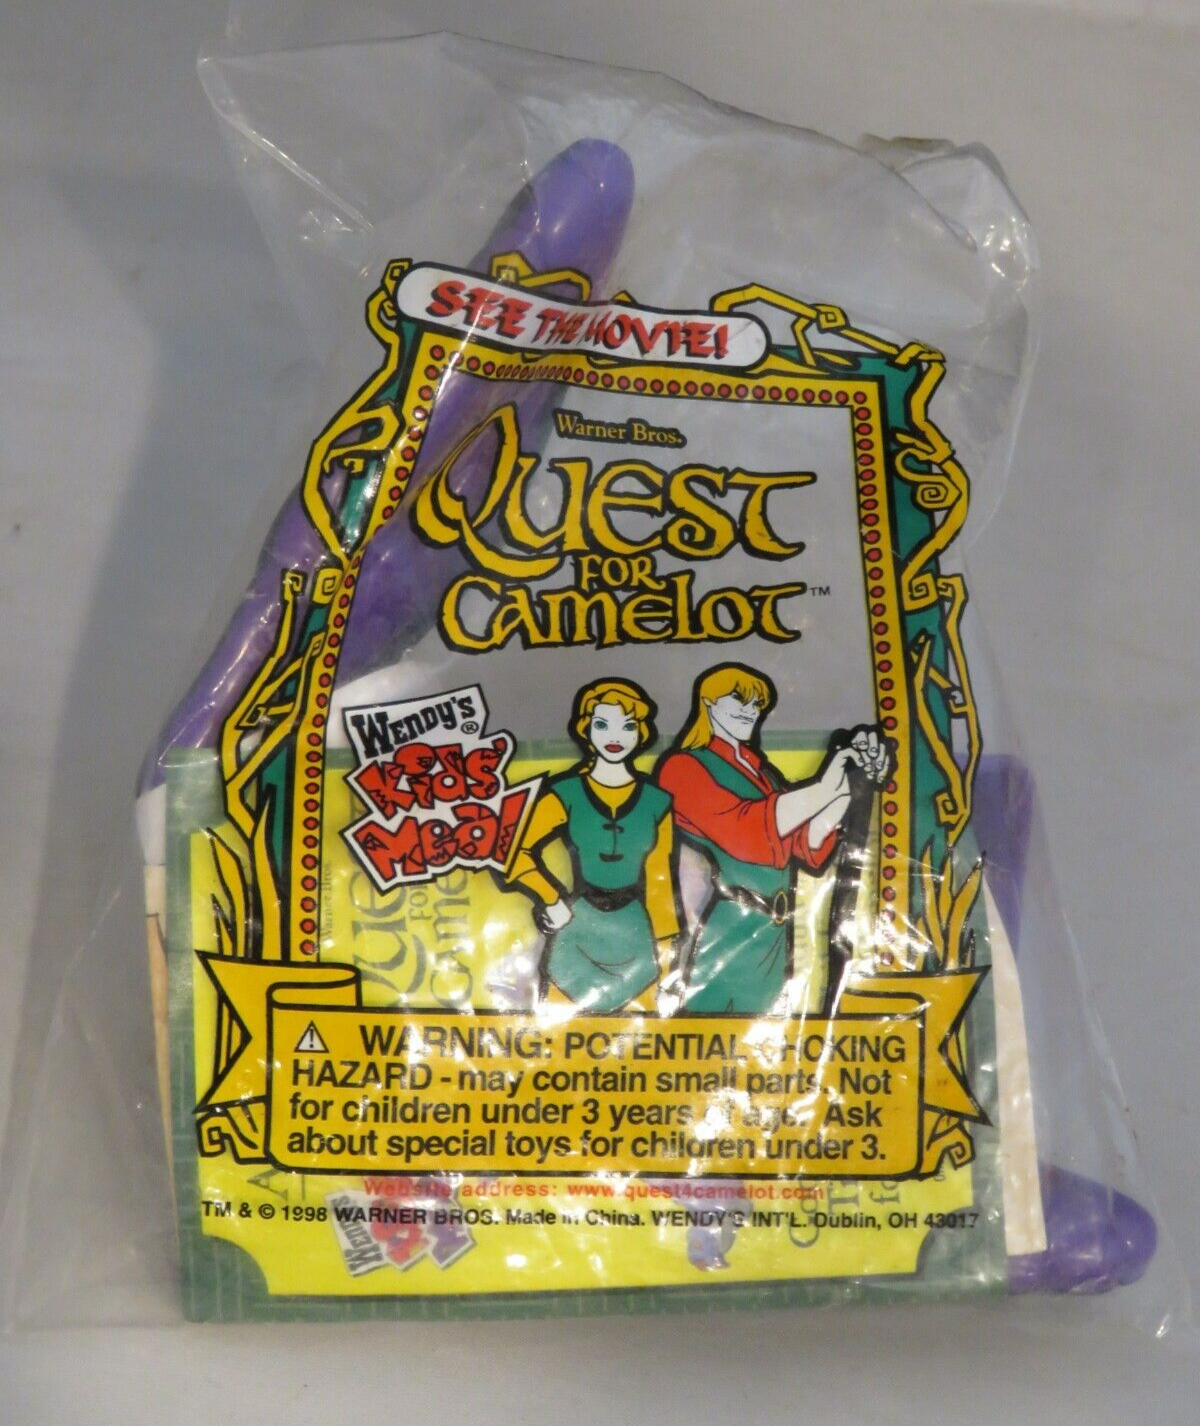 SEE THE MOVIE!
Warner Bros.
QUEST
FOR
CAMELOT™
WENDY'S®
Kids'
Meal
⚠ WARNING: POTENTIAL CHOKING
HAZARD - may contain small parts. Not
for children under 3 years of age. Ask
about special toys for children under 3.
Website address: www.quest4camelot.com
TM & © 1998 WARNER BROS. Made in China. WENDY'S INT'L. Dublin, OH 43017